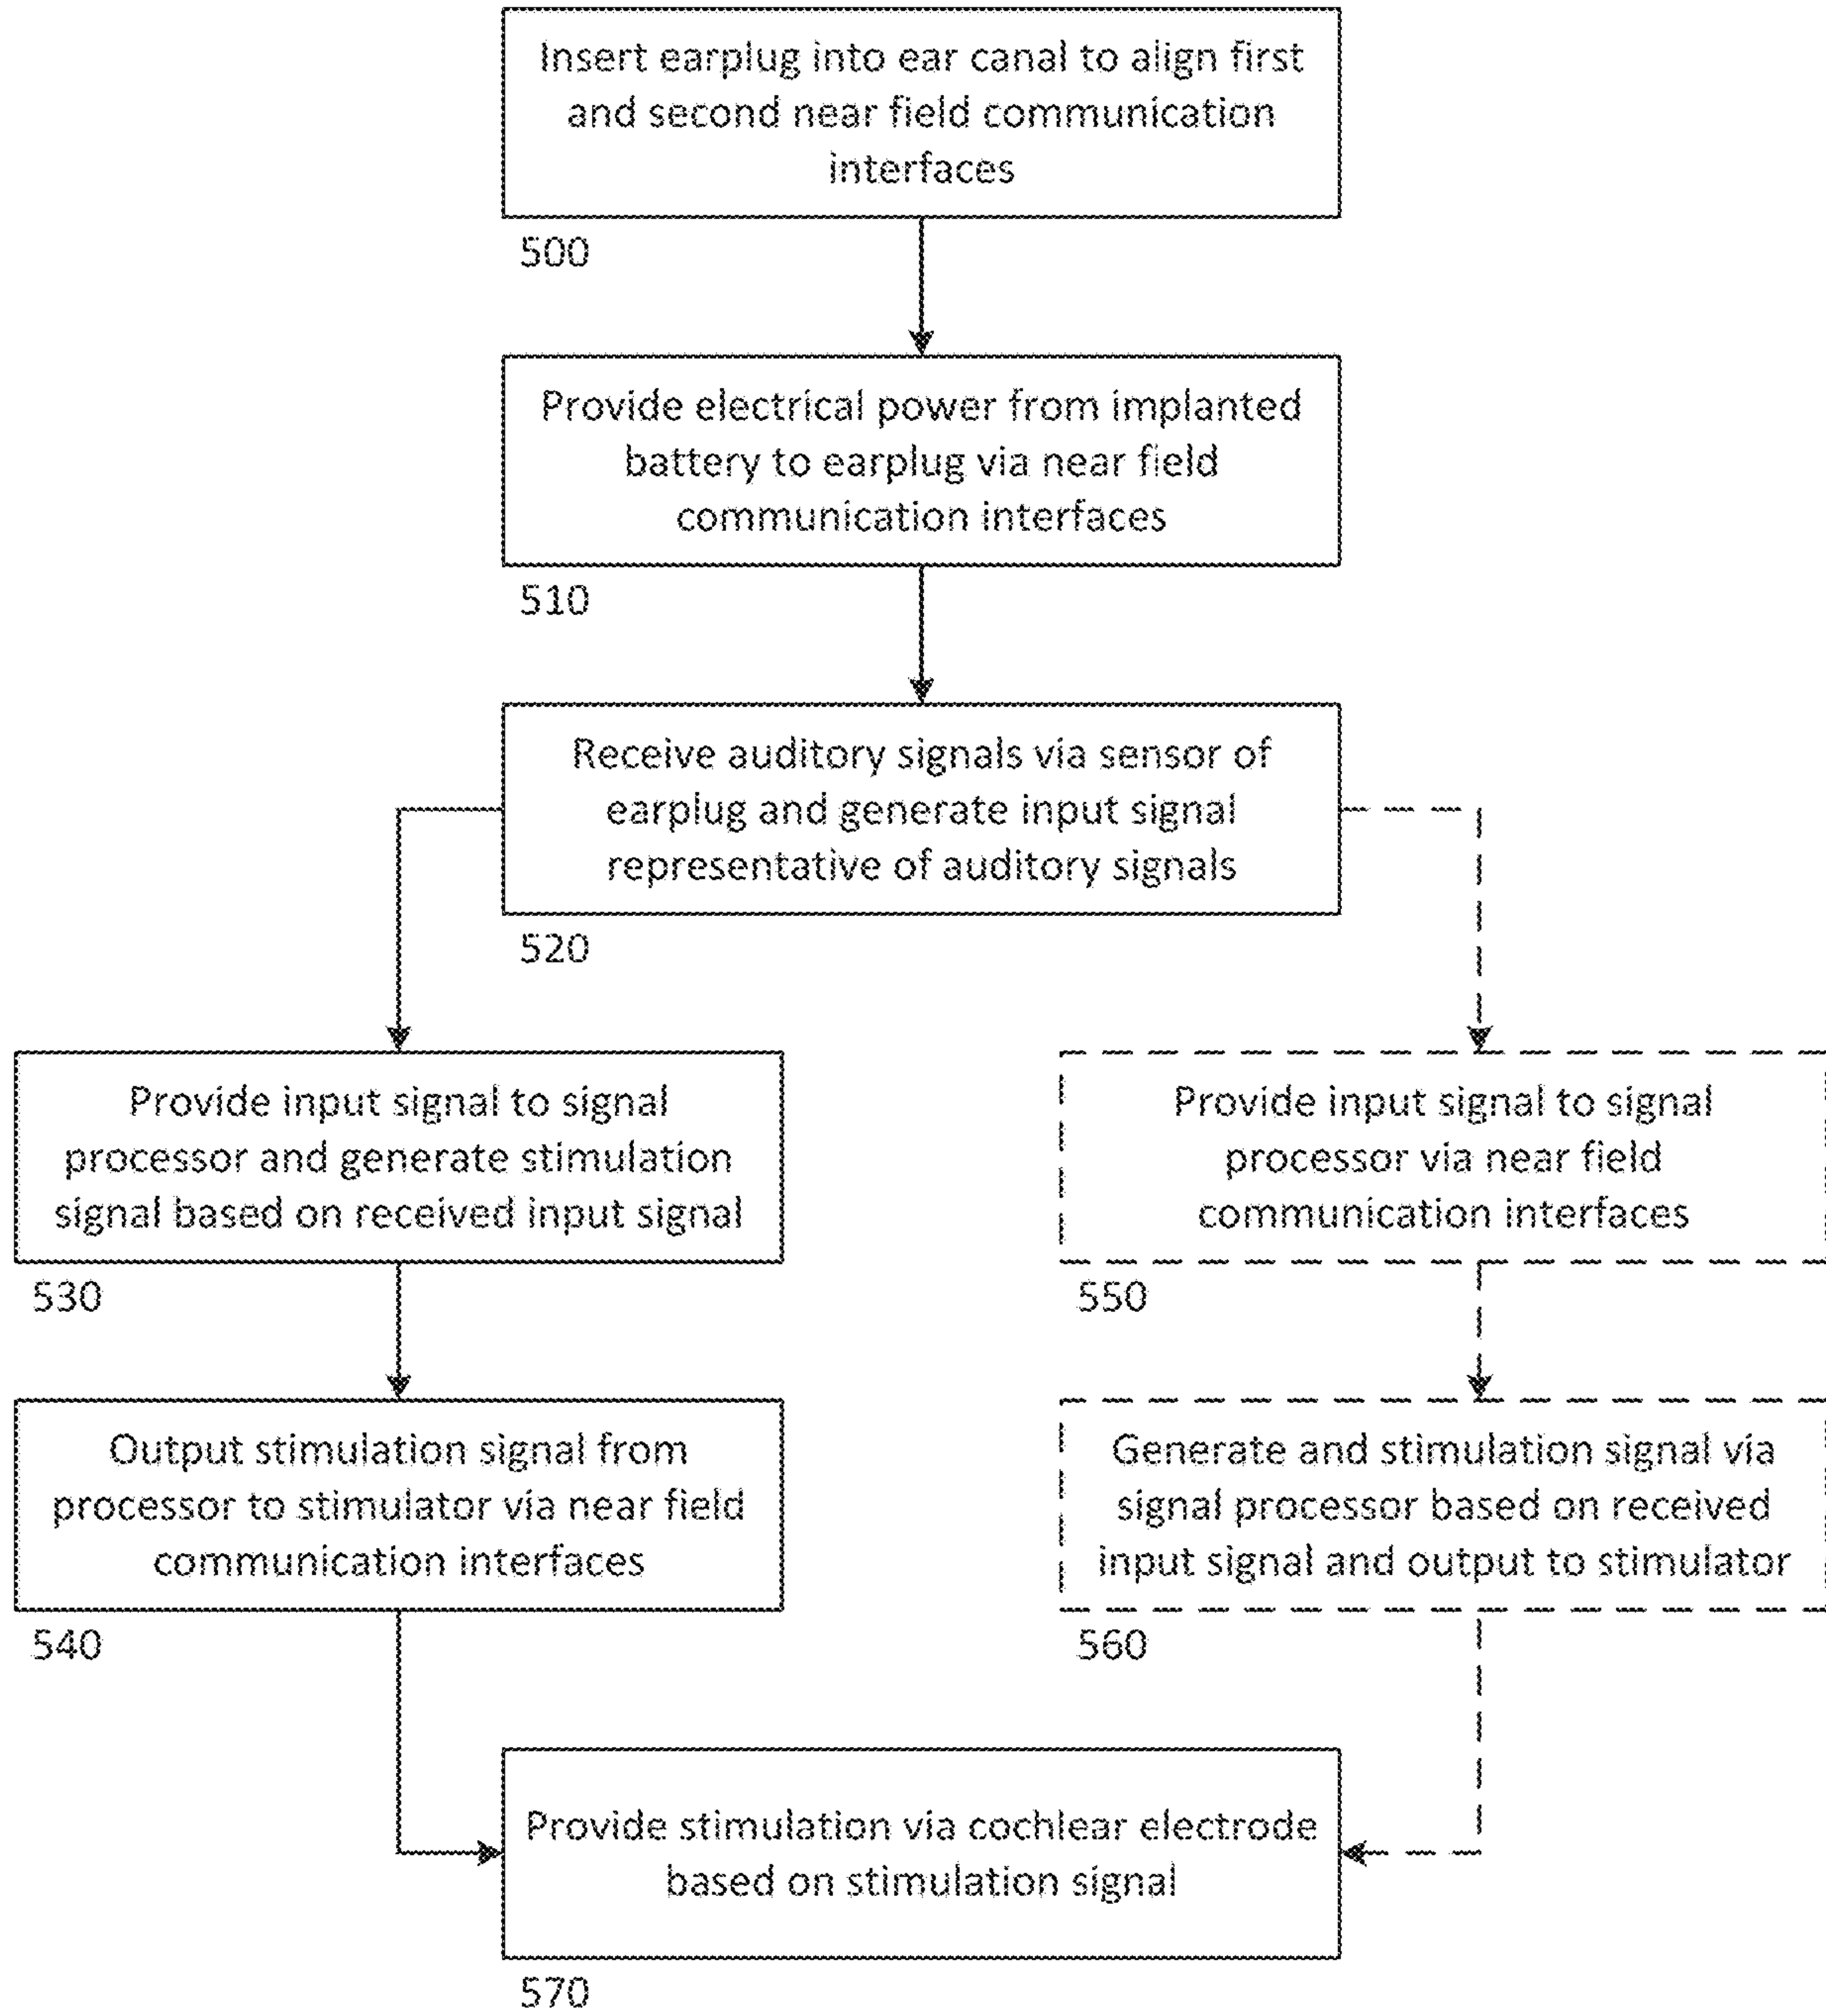 Insert earplug into ear canal to align first
and second near field communication
interfaces
500
Provide electrical power from implanted
battery to earplug via near field
communication interfaces
510
Receive auditory signals via sensor of
earplug and generate input signal
representative of auditory signals
520
Provide input signal to signal
processor and generate stimulation
signal based on received input signal
530
Output stimulation signal from
processor to stimulator via near field
communication interfaces
540
Provide input signal to signal
processor via near field
communication interfaces
550
Generate and stimulation signal via
signal processor based on received
input signal and output to stimulator
560
Provide stimulation via cochlear electrode
based on stimulation signal
570